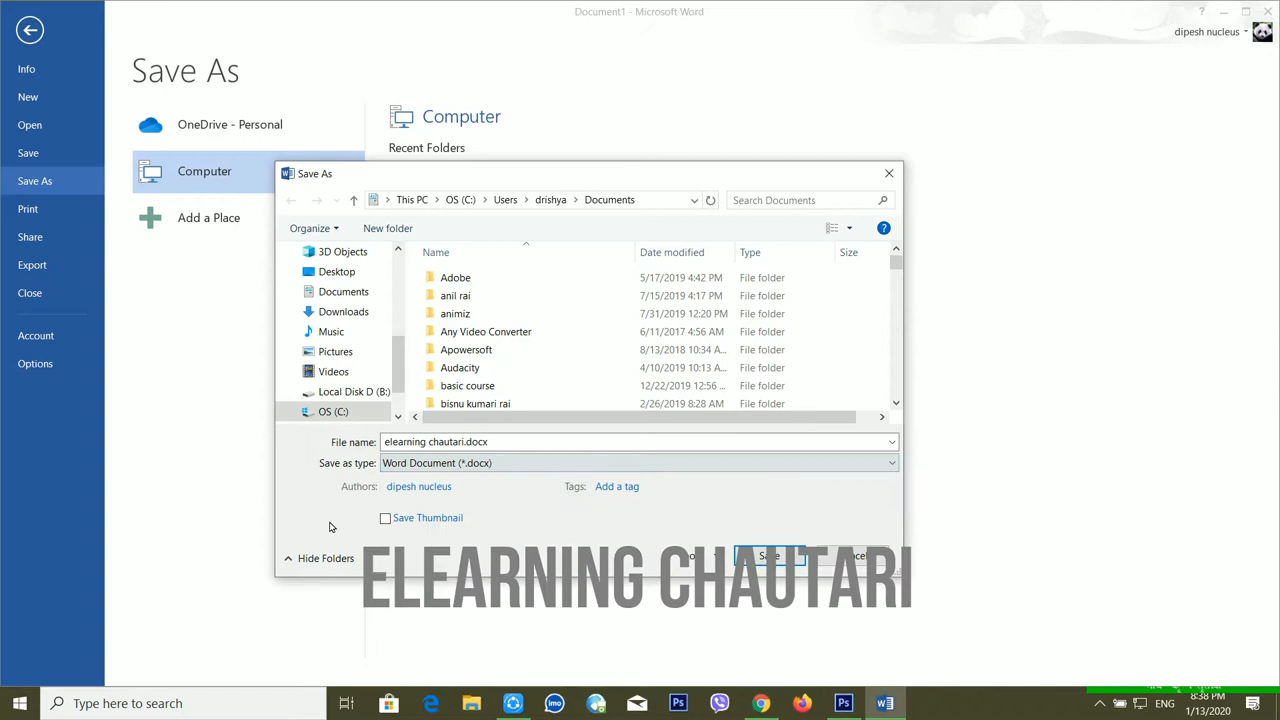 Document1 - Microsoft Word
?
dipesh nucleus
Info
New
Open
Save
Save As
Print
Share
Export
Close
Account
Options
Save As
OneDrive - Personal
Computer
Add a Place
Computer
Recent Folders
Save As
This PC > OS (C:) > Users > drishya > Documents
Search Documents
Organize
New folder
?
3D Objects
Desktop
Documents
Downloads
Music
Pictures
Videos
Local Disk D (B:)
OS (C:)
Name Date modified Type Size
Adobe 5/17/2019 4:42 PM File folder
anil rai 7/15/2019 4:17 PM File folder
animiz 7/31/2019 12:20 PM File folder
Any Video Converter 6/11/2017 4:56 AM File folder
Apowersoft 8/13/2018 10:34 A... File folder
Audacity 4/10/2019 10:13 A... File folder
basic course 12/22/2019 12:56 ... File folder
bisnu kumari rai 2/26/2019 8:28 AM File folder
File name: elearning chautari.docx
Save as type: Word Document (*.docx)
Authors: dipesh nucleus Tags: Add a tag
Save Thumbnail
Hide Folders
Save
ELEARNING CHAUTARI
Type here to search
imo
Ps
Ps
ENG
8:38 PM
1/13/2020